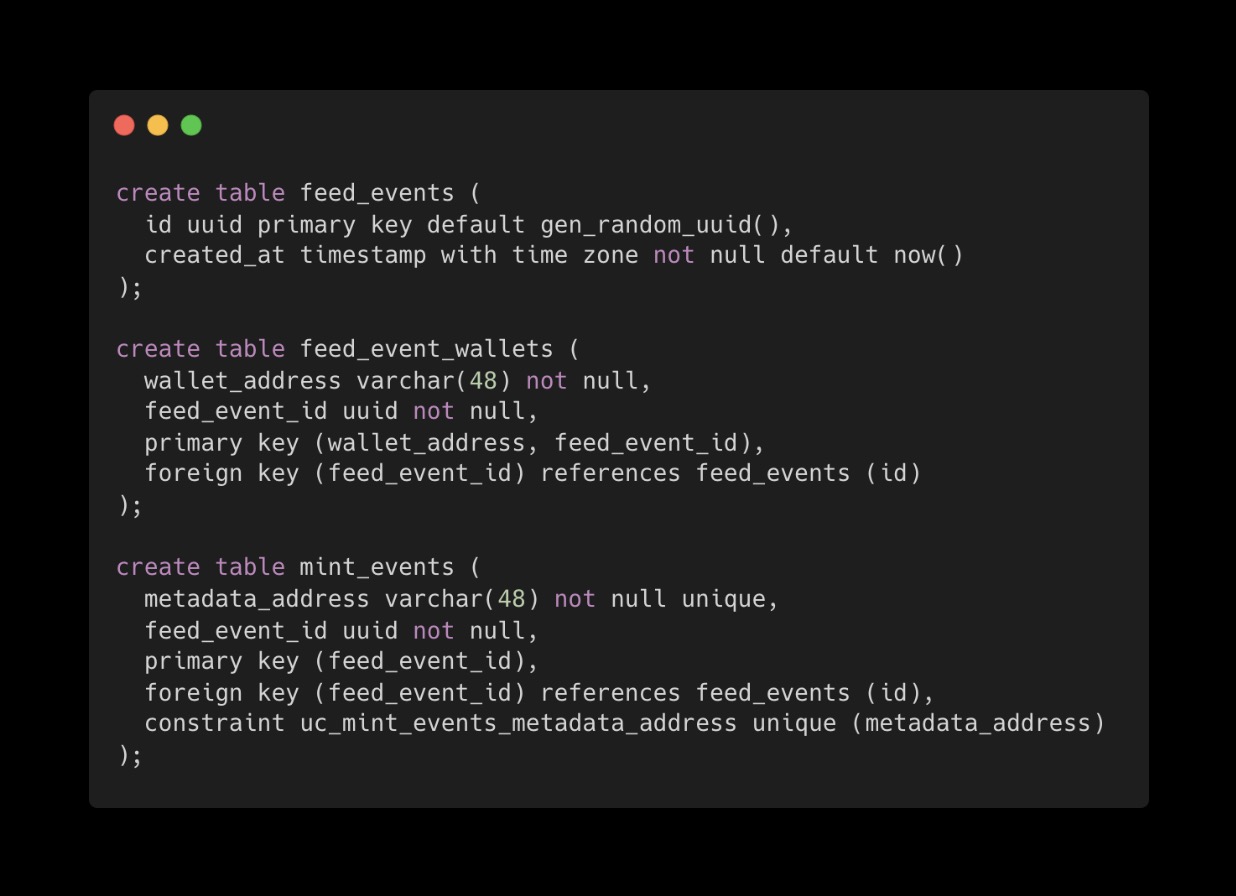 create table feed_events (
  id uuid primary key default gen_random_uuid(),
  created_at timestamp with time zone not null default now()
);

create table feed_event_wallets (
  wallet_address varchar(48) not null,
  feed_event_id uuid not null,
  primary key (wallet_address, feed_event_id),
  foreign key (feed_event_id) references feed_events (id)
);

create table mint_events (
  metadata_address varchar(48) not null unique,
  feed_event_id uuid not null,
  primary key (feed_event_id),
  foreign key (feed_event_id) references feed_events (id),
  constraint uc_mint_events_metadata_address unique (metadata_address)
);